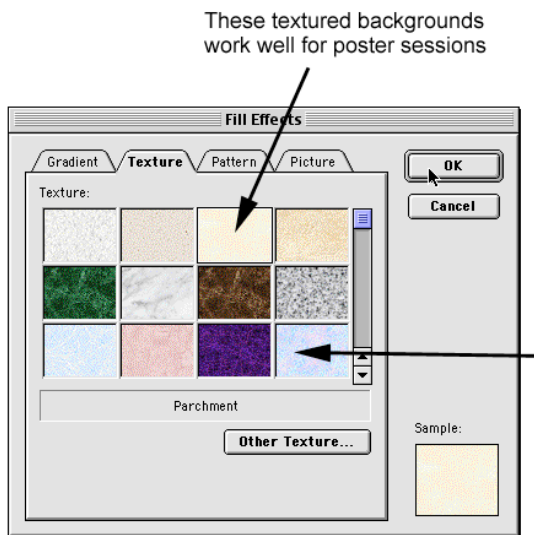 These textured backgrounds
work well for poster sessions
Fill Effects
Gradient Texture Pattern Picture
OK
Texture:
Cancel
Parchment
Other Texture...
Sample: